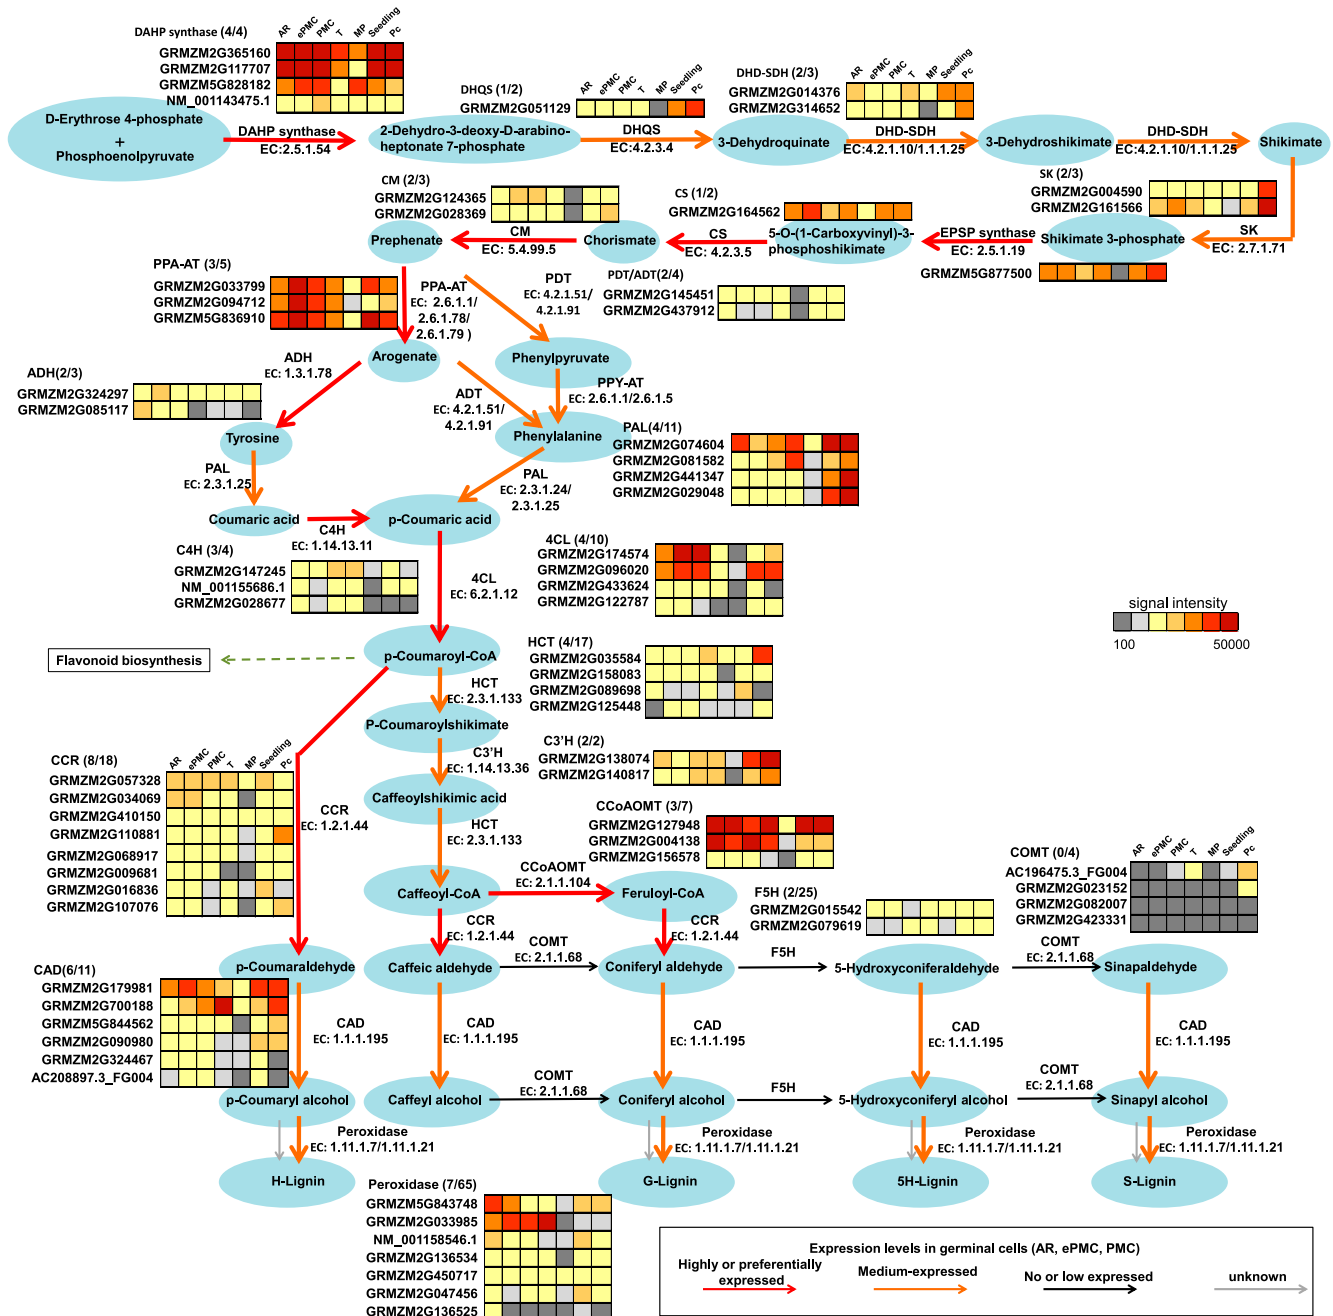 DAHP synthase (4/4)
AR ePMC PMC T MP Seedling Pc
GRMZM2G365160
GRMZM2G117707
GRMZM5G828182
NM_001143475.1
D-Erythrose 4-phosphate
+
Phosphoenolpyruvate
DAHP synthase
EC:2.5.1.54
DHQS (1/2)
AR ePMC PMC T MP Seedling Pc
GRMZM2G051129
2-Dehydro-3-deoxy-D-arabino-
heptonate 7-phosphate
DHQS
EC:4.2.3.4
DHD-SDH (2/3)
AR ePMC PMC T MP Seedling Pc
GRMZM2G014376
GRMZM2G314652
3-Dehydroquinate
DHD-SDH
EC:4.2.1.10/1.1.1.25
3-Dehydroshikimate
DHD-SDH
EC:4.2.1.10/1.1.1.25
Shikimate
SK (2/3)
GRMZM2G004590
GRMZM2G161566
SK
EC: 2.7.1.71
Shikimate 3-phosphate
EPSP synthase
EC: 2.5.1.19
GRMZM5G877500
CS (1/2)
GRMZM2G164562
5-O-(1-Carboxyvinyl)-3-
phosphoshikimate
CS
EC: 4.2.3.5
CM (2/3)
GRMZM2G124365
GRMZM2G028369
Chorismate
CM
EC: 5.4.99.5
Prephenate
PPA-AT (3/5)
GRMZM2G033799
GRMZM2G094712
GRMZM5G836910
PPA-AT
EC: 2.6.1.1/
2.6.1.78/
2.6.1.79 )
PDT
EC: 4.2.1.51/
4.2.1.91
PDT/ADT(2/4)
GRMZM2G145451
GRMZM2G437912
Arogenate
Phenylpyruvate
ADH
EC: 1.3.1.78
ADH(2/3)
GRMZM2G324297
GRMZM2G085117
ADT
EC: 4.2.1.51/
4.2.1.91
PPY-AT
EC: 2.6.1.1/2.6.1.5
Tyrosine
Phenylalanine
PAL(4/11)
GRMZM2G074604
GRMZM2G081582
GRMZM2G441347
GRMZM2G029048
PAL
EC: 2.3.1.25
PAL
EC: 2.3.1.24/
2.3.1.25
Coumaric acid
C4H
EC: 1.14.13.11
p-Coumaric acid
C4H (3/4)
GRMZM2G147245
NM_001155686.1
GRMZM2G028677
4CL
EC: 6.2.1.12
4CL (4/10)
GRMZM2G174574
GRMZM2G096020
GRMZM2G433624
GRMZM2G122787
signal intensity
100
50000
Flavonoid biosynthesis
p-Coumaroyl-CoA
HCT (4/17)
GRMZM2G035584
GRMZM2G158083
GRMZM2G089698
GRMZM2G125448
HCT
EC: 2.3.1.133
P-Coumaroylshikimate
C3'H
EC: 1.14.13.36
C3'H (2/2)
GRMZM2G138074
GRMZM2G140817
Caffeoylshikimic acid
HCT
EC: 2.3.1.133
CCoAOMT (3/7)
GRMZM2G127948
GRMZM2G004138
GRMZM2G156578
CCR (8/18)
AR ePMC PMC T MP Seedling Pc
GRMZM2G057328
GRMZM2G034069
GRMZM2G410150
GRMZM2G110881
GRMZM2G068917
GRMZM2G009681
GRMZM2G016836
GRMZM2G107076
CCR
EC: 1.2.1.44
Caffeoyl-CoA
CCoAOMT
EC: 2.1.1.104
Feruloyl-CoA
F5H (2/25)
GRMZM2G015542
GRMZM2G079619
COMT (0/4)
AR ePMC PMC T MP Seedling Pc
AC196475.3_FG004
GRMZM2G023152
GRMZM2G082007
GRMZM2G423331
CCR
EC: 1.2.1.44
CCR
EC: 1.2.1.44
p-Coumaraldehyde
Caffeic aldehyde
COMT
EC: 2.1.1.68
Coniferyl aldehyde
F5H
5-Hydroxyconiferaldehyde
COMT
EC: 2.1.1.68
Sinapaldehyde
CAD(6/11)
GRMZM2G179981
GRMZM2G700188
GRMZM5G844562
GRMZM2G090980
GRMZM2G324467
AC208897.3_FG004
CAD
EC: 1.1.1.195
CAD
EC: 1.1.1.195
CAD
EC: 1.1.1.195
CAD
EC: 1.1.1.195
CAD
EC: 1.1.1.195
p-Coumaryl alcohol
Caffeyl alcohol
COMT
EC: 2.1.1.68
Coniferyl alcohol
F5H
5-Hydroxyconiferyl alcohol
COMT
EC: 2.1.1.68
Sinapyl alcohol
Peroxidase
EC: 1.11.1.7/1.11.1.21
Peroxidase
EC: 1.11.1.7/1.11.1.21
Peroxidase
EC: 1.11.1.7/1.11.1.21
Peroxidase
EC: 1.11.1.7/1.11.1.21
H-Lignin
G-Lignin
5H-Lignin
S-Lignin
Peroxidase (7/65)
GRMZM5G843748
GRMZM2G033985
NM_001158546.1
GRMZM2G136534
GRMZM2G450717
GRMZM2G047456
GRMZM2G136525
Expression levels in germinal cells (AR, ePMC, PMC)
Highly or preferentially
expressed
Medium-expressed
No or low expressed
unknown